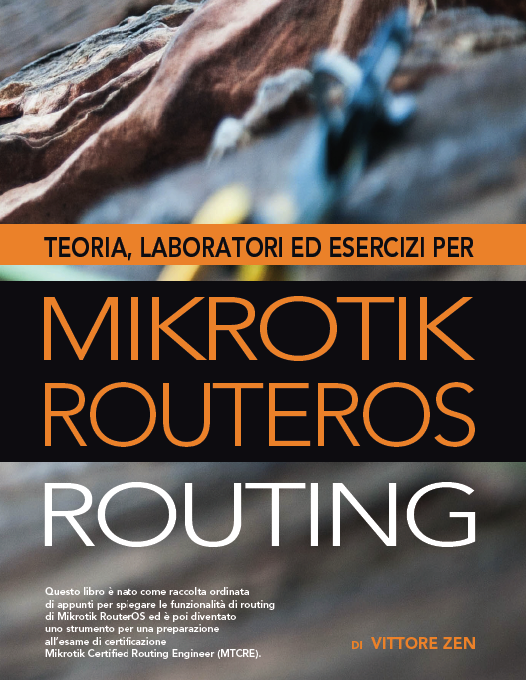 TEORIA, LABORATORI ED ESERCIZI PER
MIKROTIK
ROUTEROS
ROUTING
Questo libro è nato come raccolta ordinata
di appunti per spiegare le funzionalità di routing
di Mikrotik RouterOS ed è poi diventato
uno strumento per una preparazione
all'esame di certificazione
Mikrotik Certified Routing Engineer (MTCRE).
DI VITTORE ZEN